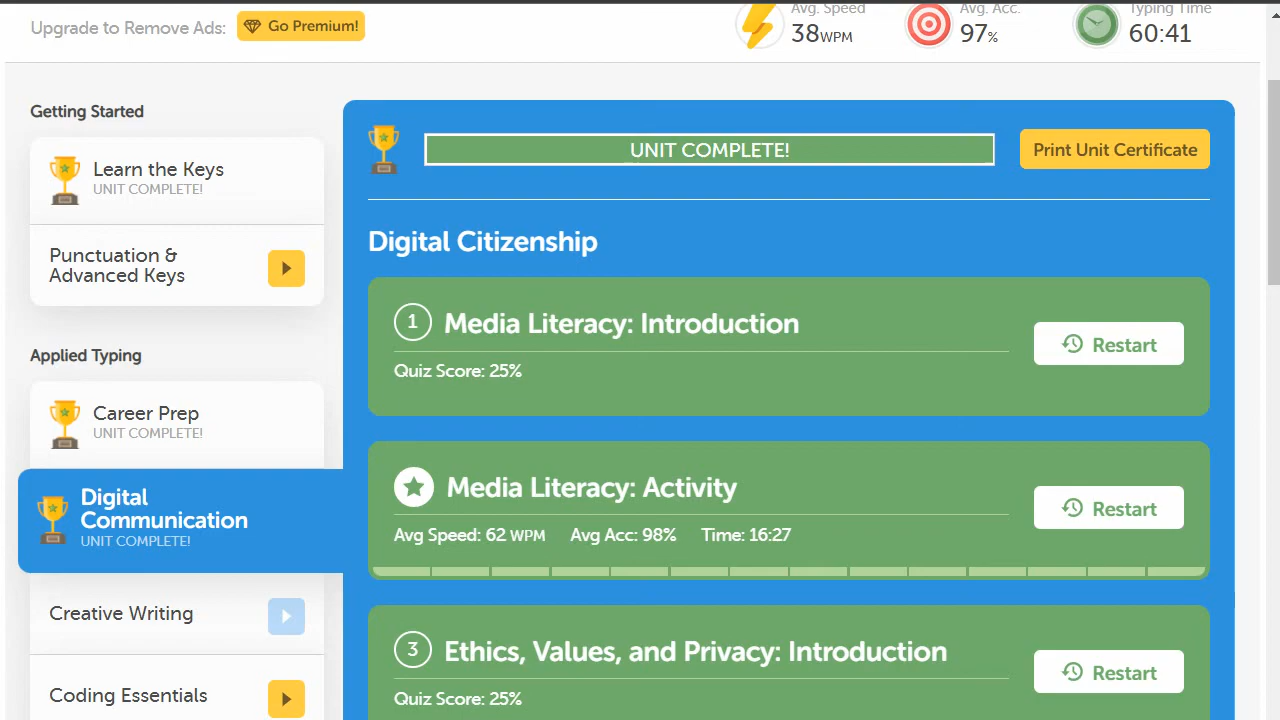 Upgrade to Remove Ads:
Go Premium!
Avg. Speed
38WPM
Avg. Acc.
97%
Typing Time
60:41
Getting Started
Learn the Keys
UNIT COMPLETE!
Punctuation &
Advanced Keys
Applied Typing
Career Prep
UNIT COMPLETE!
Digital
Communication
UNIT COMPLETE!
Creative Writing
Coding Essentials
UNIT COMPLETE!
Print Unit Certificate
Digital Citizenship
1 Media Literacy: Introduction
Quiz Score: 25%
Restart
Media Literacy: Activity
Avg Speed: 62 WPM Avg Acc: 98% Time: 16:27
Restart
3 Ethics, Values, and Privacy: Introduction
Quiz Score: 25%
Restart